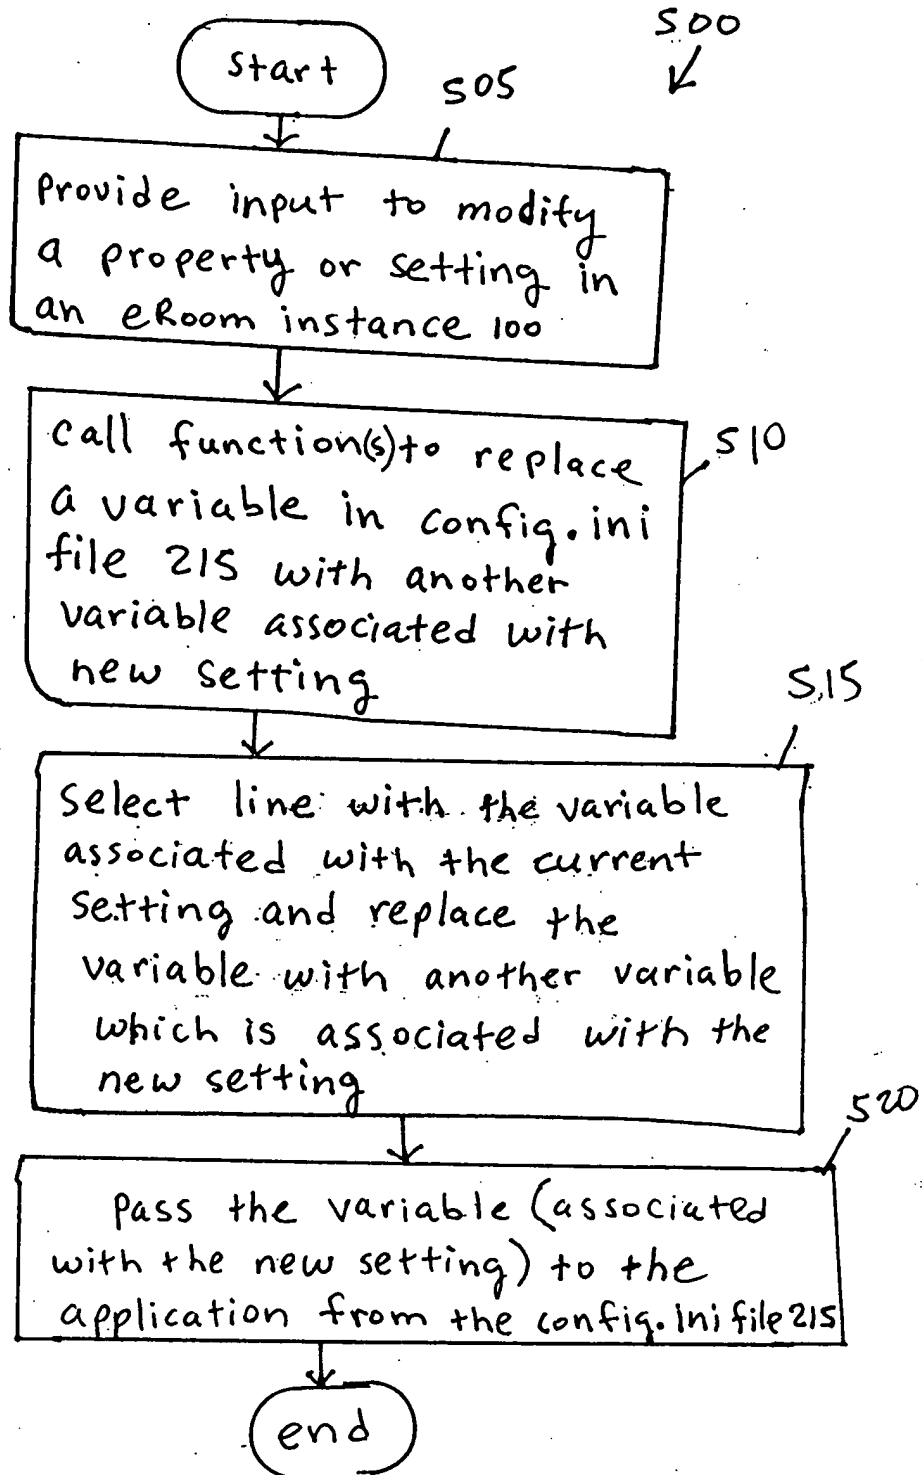 500
start
505
Provide input to modify
a property or setting in
an eRoom instance 100
call function(s) to replace
a variable in config.ini
file 215 with another
variable associated with
new setting
510
515
Select line with the variable
associated with the current
setting and replace the
variable with another variable
which is associated with the
new setting
520
Pass the variable (associated
with the new setting) to the
application from the config.ini file 215
end